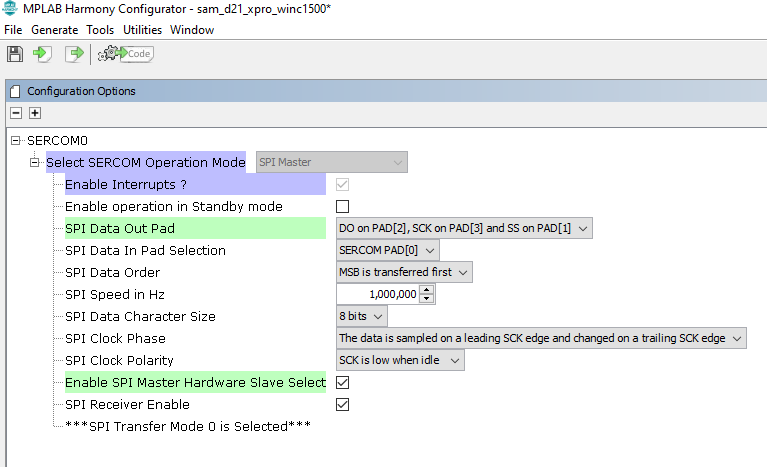 MPLAB Harmony Configurator - sam_d21_xpro_winc1500*
File Generate Tools Utilities Window
Code
Configuration Options
SERCOM0
Select SERCOM Operation Mode SPI Master
Enable Interrupts ?
Enable operation in Standby mode
SPI Data Out Pad DO on PAD[2], SCK on PAD[3] and SS on PAD[1]
SPI Data In Pad Selection SERCOM PAD[0]
SPI Data Order MSB is transferred first
SPI Speed in Hz 1,000,000
SPI Data Character Size 8 bits
SPI Clock Phase The data is sampled on a leading SCK edge and changed on a trailing SCK edge
SPI Clock Polarity SCK is low when idle
Enable SPI Master Hardware Slave Select
SPI Receiver Enable
***SPI Transfer Mode 0 is Selected***